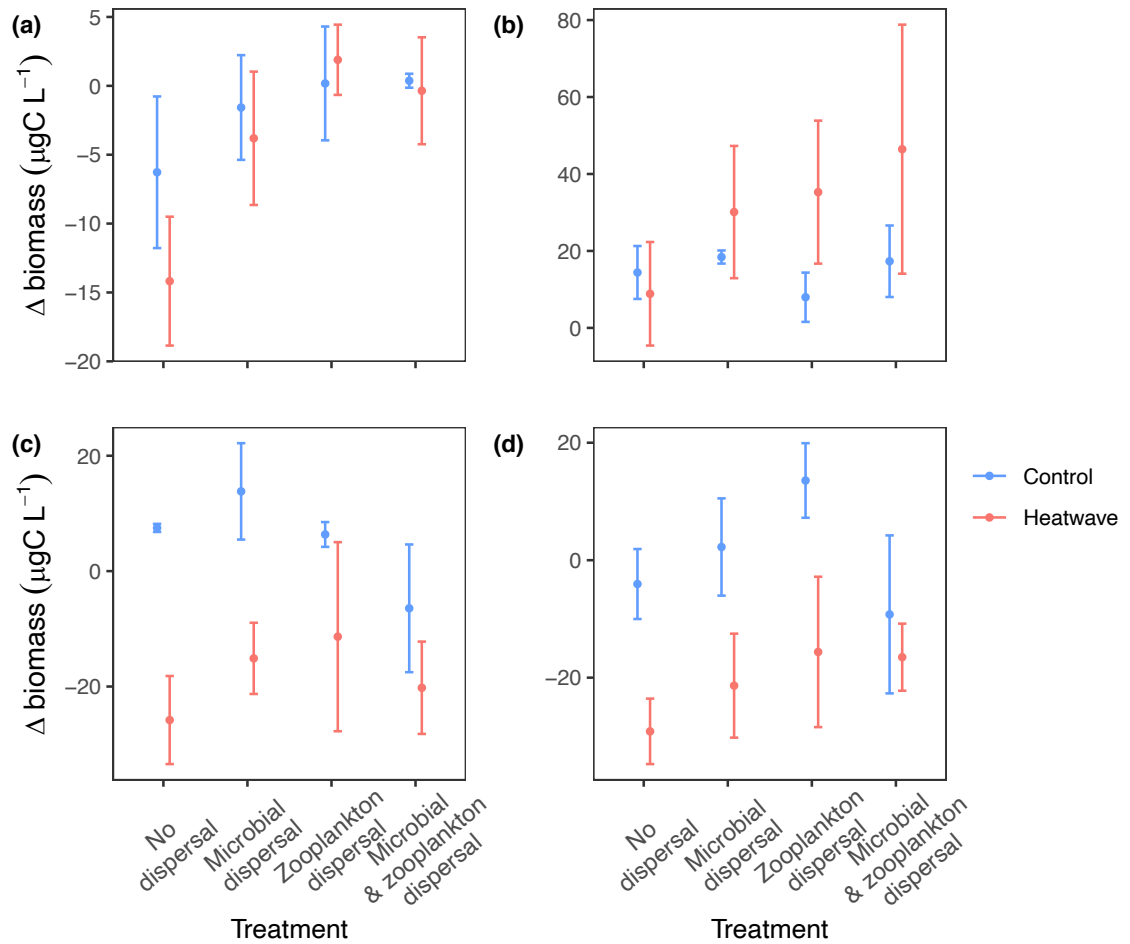 (a)
Δ biomass (μgC L⁻¹)
5
0
−5
−10
−15
−20
(b)
80
60
40
20
0
(c)
Δ biomass (μgC L⁻¹)
20
0
−20
No
dispersal
Microbial
dispersal
Zooplankton
dispersal
Microbial
& zooplankton
dispersal
Treatment
(d)
20
0
−20
No
dispersal
Microbial
dispersal
Zooplankton
dispersal
Microbial
& zooplankton
dispersal
Treatment
Control
Heatwave